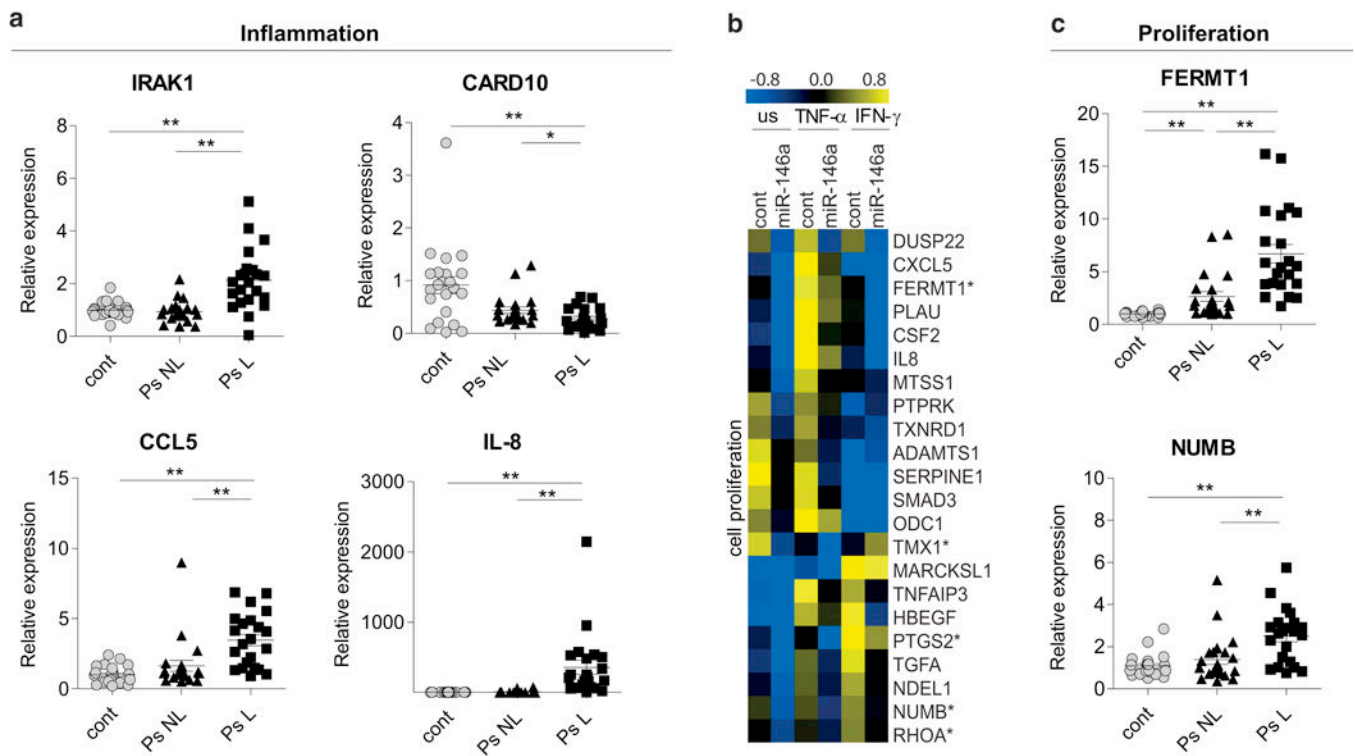 a
Inflammation
IRAK1
** 
**
Relative expression
8
6
4
2
0
cont
Ps NL
Ps L
CARD10
**
*
Relative expression
4
3
2
1
0
cont
Ps NL
Ps L
CCL5
**
**
Relative expression
15
10
5
0
cont
Ps NL
Ps L
IL-8
**
**
Relative expression
3000
2000
1000
0
cont
Ps NL
Ps L
b
-0.8 0.0 0.8
us TNF-α IFN-γ
cont
miR-146a
cont
miR-146a
cont
miR-146a
cell proliferation
DUSP22
CXCL5
FERMT1*
PLAU
CSF2
IL8
MTSS1
PTPRK
TXNRD1
ADAMTS1
SERPINE1
SMAD3
ODC1
TMX1*
MARCKSL1
TNFAIP3
HBEGF
PTGS2*
TGFA
NDEL1
NUMB*
RHOA*
c
Proliferation
FERMT1
**
** **
Relative expression
20
15
10
5
0
cont
Ps NL
Ps L
NUMB
**
**
Relative expression
10
8
6
4
2
0
cont
Ps NL
Ps L